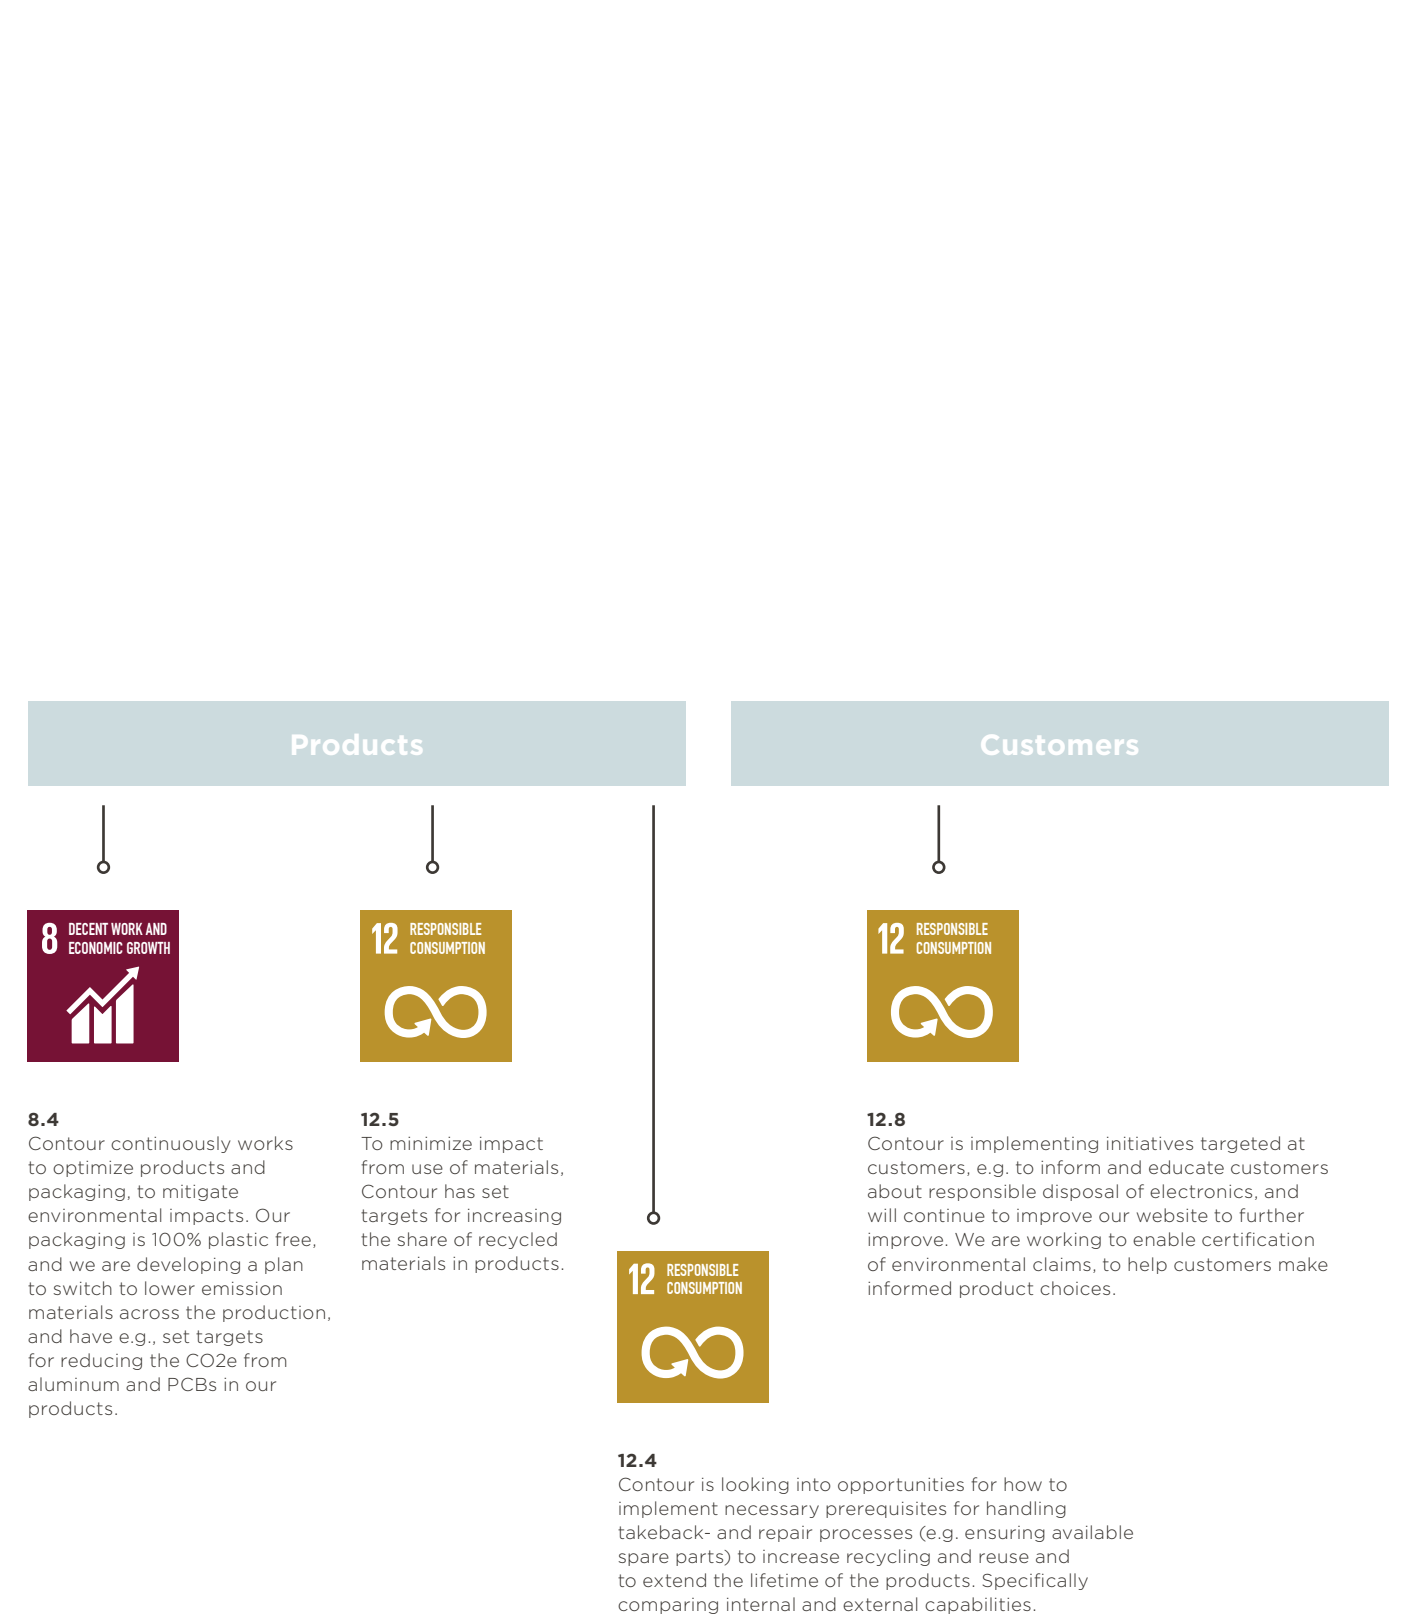 Products
Customers
8 DECENT WORK AND
ECONOMIC GROWTH
8.4
Contour continuously works
to optimize products and
packaging, to mitigate
environmental impacts. Our
packaging is 100% plastic free,
and we are developing a plan
to switch to lower emission
materials across the production,
and have e.g., set targets
for reducing the CO2e from
aluminum and PCBs in our
products.
12 RESPONSIBLE
CONSUMPTION
12.5
To minimize impact
from use of materials,
Contour has set
targets for increasing
the share of recycled
materials in products.
12 RESPONSIBLE
CONSUMPTION
12.4
Contour is looking into opportunities for how to
implement necessary prerequisites for handling
takeback- and repair processes (e.g. ensuring available
spare parts) to increase recycling and reuse and
to extend the lifetime of the products. Specifically
comparing internal and external capabilities.
12 RESPONSIBLE
CONSUMPTION
12.8
Contour is implementing initiatives targeted at
customers, e.g. to inform and educate customers
about responsible disposal of electronics, and
will continue to improve our website to further
improve. We are working to enable certification
of environmental claims, to help customers make
informed product choices.